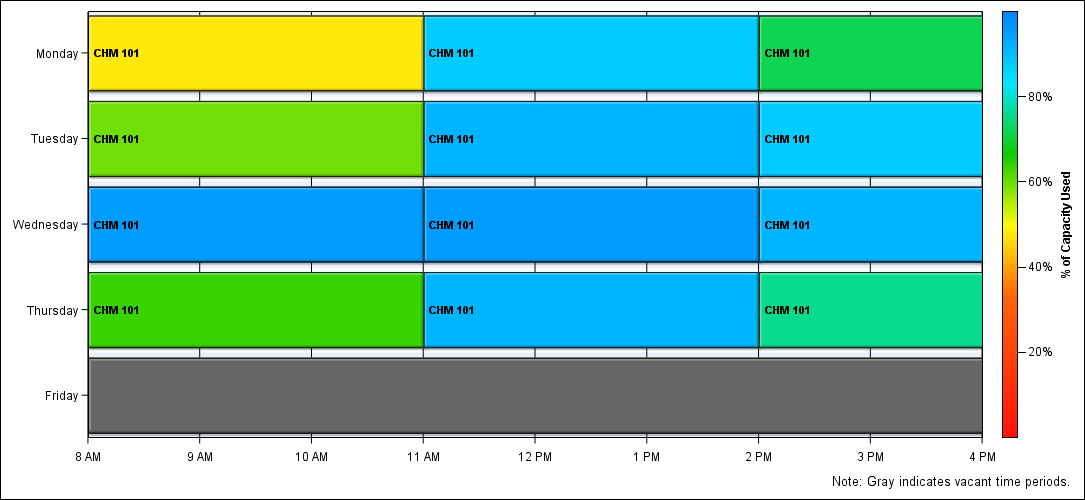 Monday
CHM 101
CHM 101
CHM 101
Tuesday
CHM 101
CHM 101
CHM 101
Wednesday
CHM 101
CHM 101
CHM 101
Thursday
CHM 101
CHM 101
CHM 101
Friday
8 AM
9 AM
10 AM
11 AM
12 PM
1 PM
2 PM
3 PM
4 PM
80%
60%
40%
20%
% of Capacity Used
Note: Gray indicates vacant time periods.